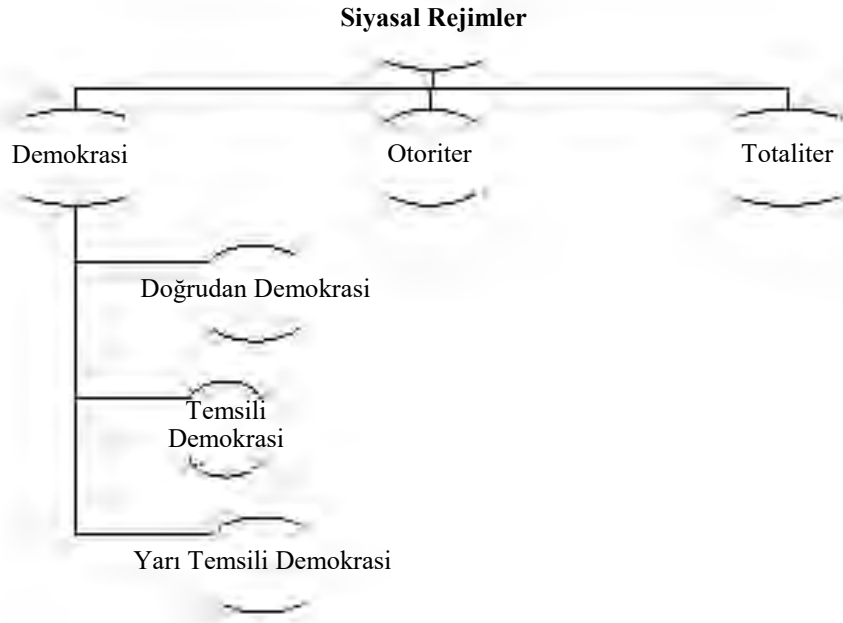 Siyasal Rejimler
Demokrasi
Otoriter
Totaliter
Doğrudan Demokrasi
Temsili
Demokrasi
Yarı Temsili Demokrasi